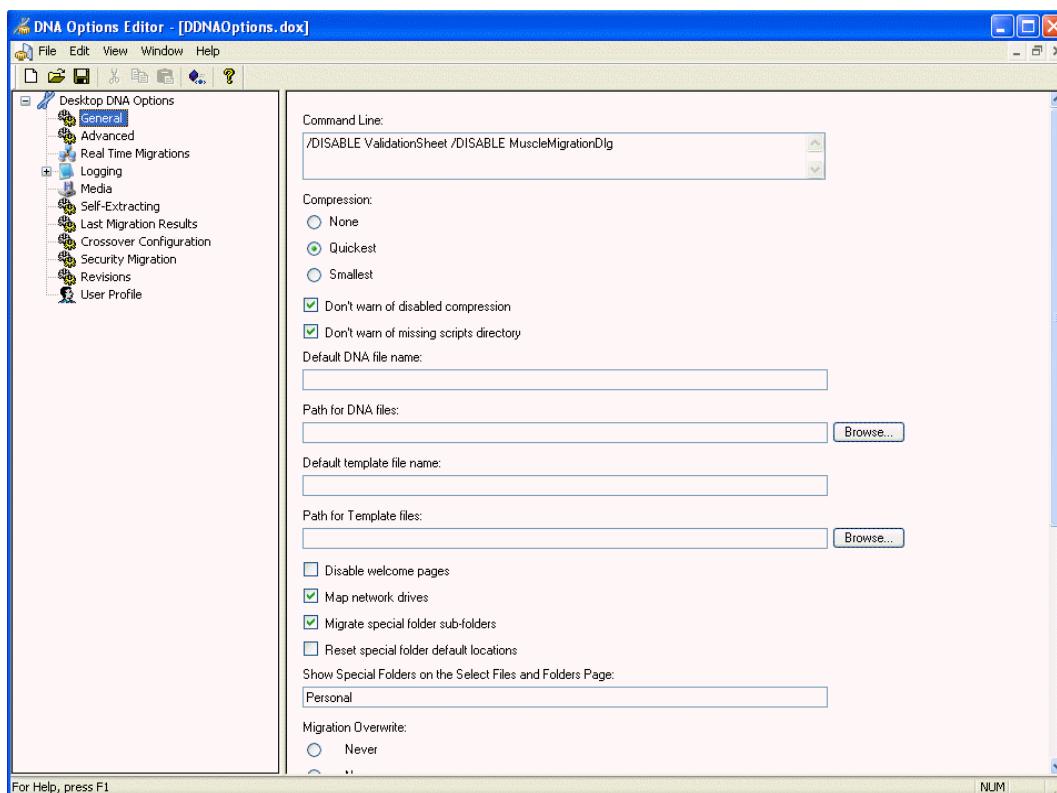 DNA Options Editor - [DDNAOptions.dox]
File Edit View Window Help
Desktop DNA Options
General
Advanced
Real Time Migrations
Logging
Media
Self-Extracting
Last Migration Results
Crossover Configuration
Security Migration
Revisions
User Profile
Command Line:
/DISABLE ValidationSheet /DISABLE MuscleMigrationDlg
Compression:
None
Quickest
Smallest
Don't warn of disabled compression
Don't warn of missing scripts directory
Default DNA file name:
Path for DNA files:
Browse...
Default template file name:
Path for Template files:
Browse...
Disable welcome pages
Map network drives
Migrate special folder sub-folders
Reset special folder default locations
Show Special Folders on the Select Files and Folders Page:
Personal
Migration Overwrite:
Never
For Help, press F1
NUM